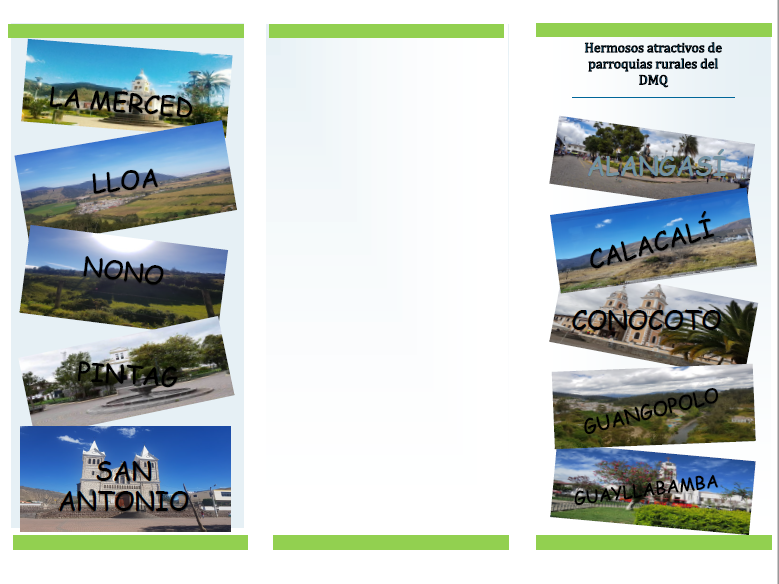 LA MERCED
LLOA
NONO
PINTAG
SAN
ANTONIO
Hermosos atractivos de
parroquias rurales del
DMQ
ALANGASÍ
CALACALÍ
CONOCOTO
GUANGOPOLO
GUAYLLABAMBA